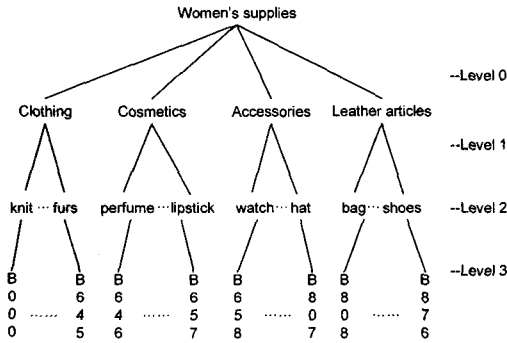 Women's supplies
--Level 0
Clothing Cosmetics Accessories Leather articles
--Level 1
knit ··· furs perfume ··· lipstick watch ··· hat bag ··· shoes --Level 2
--Level 3
B B B B B B B B
0 6 6 6 6 8 8 8
0 ······ 4 4 ······ 5 5 ······ 0 0 ······ 7
0 5 6 7 8 7 8 6